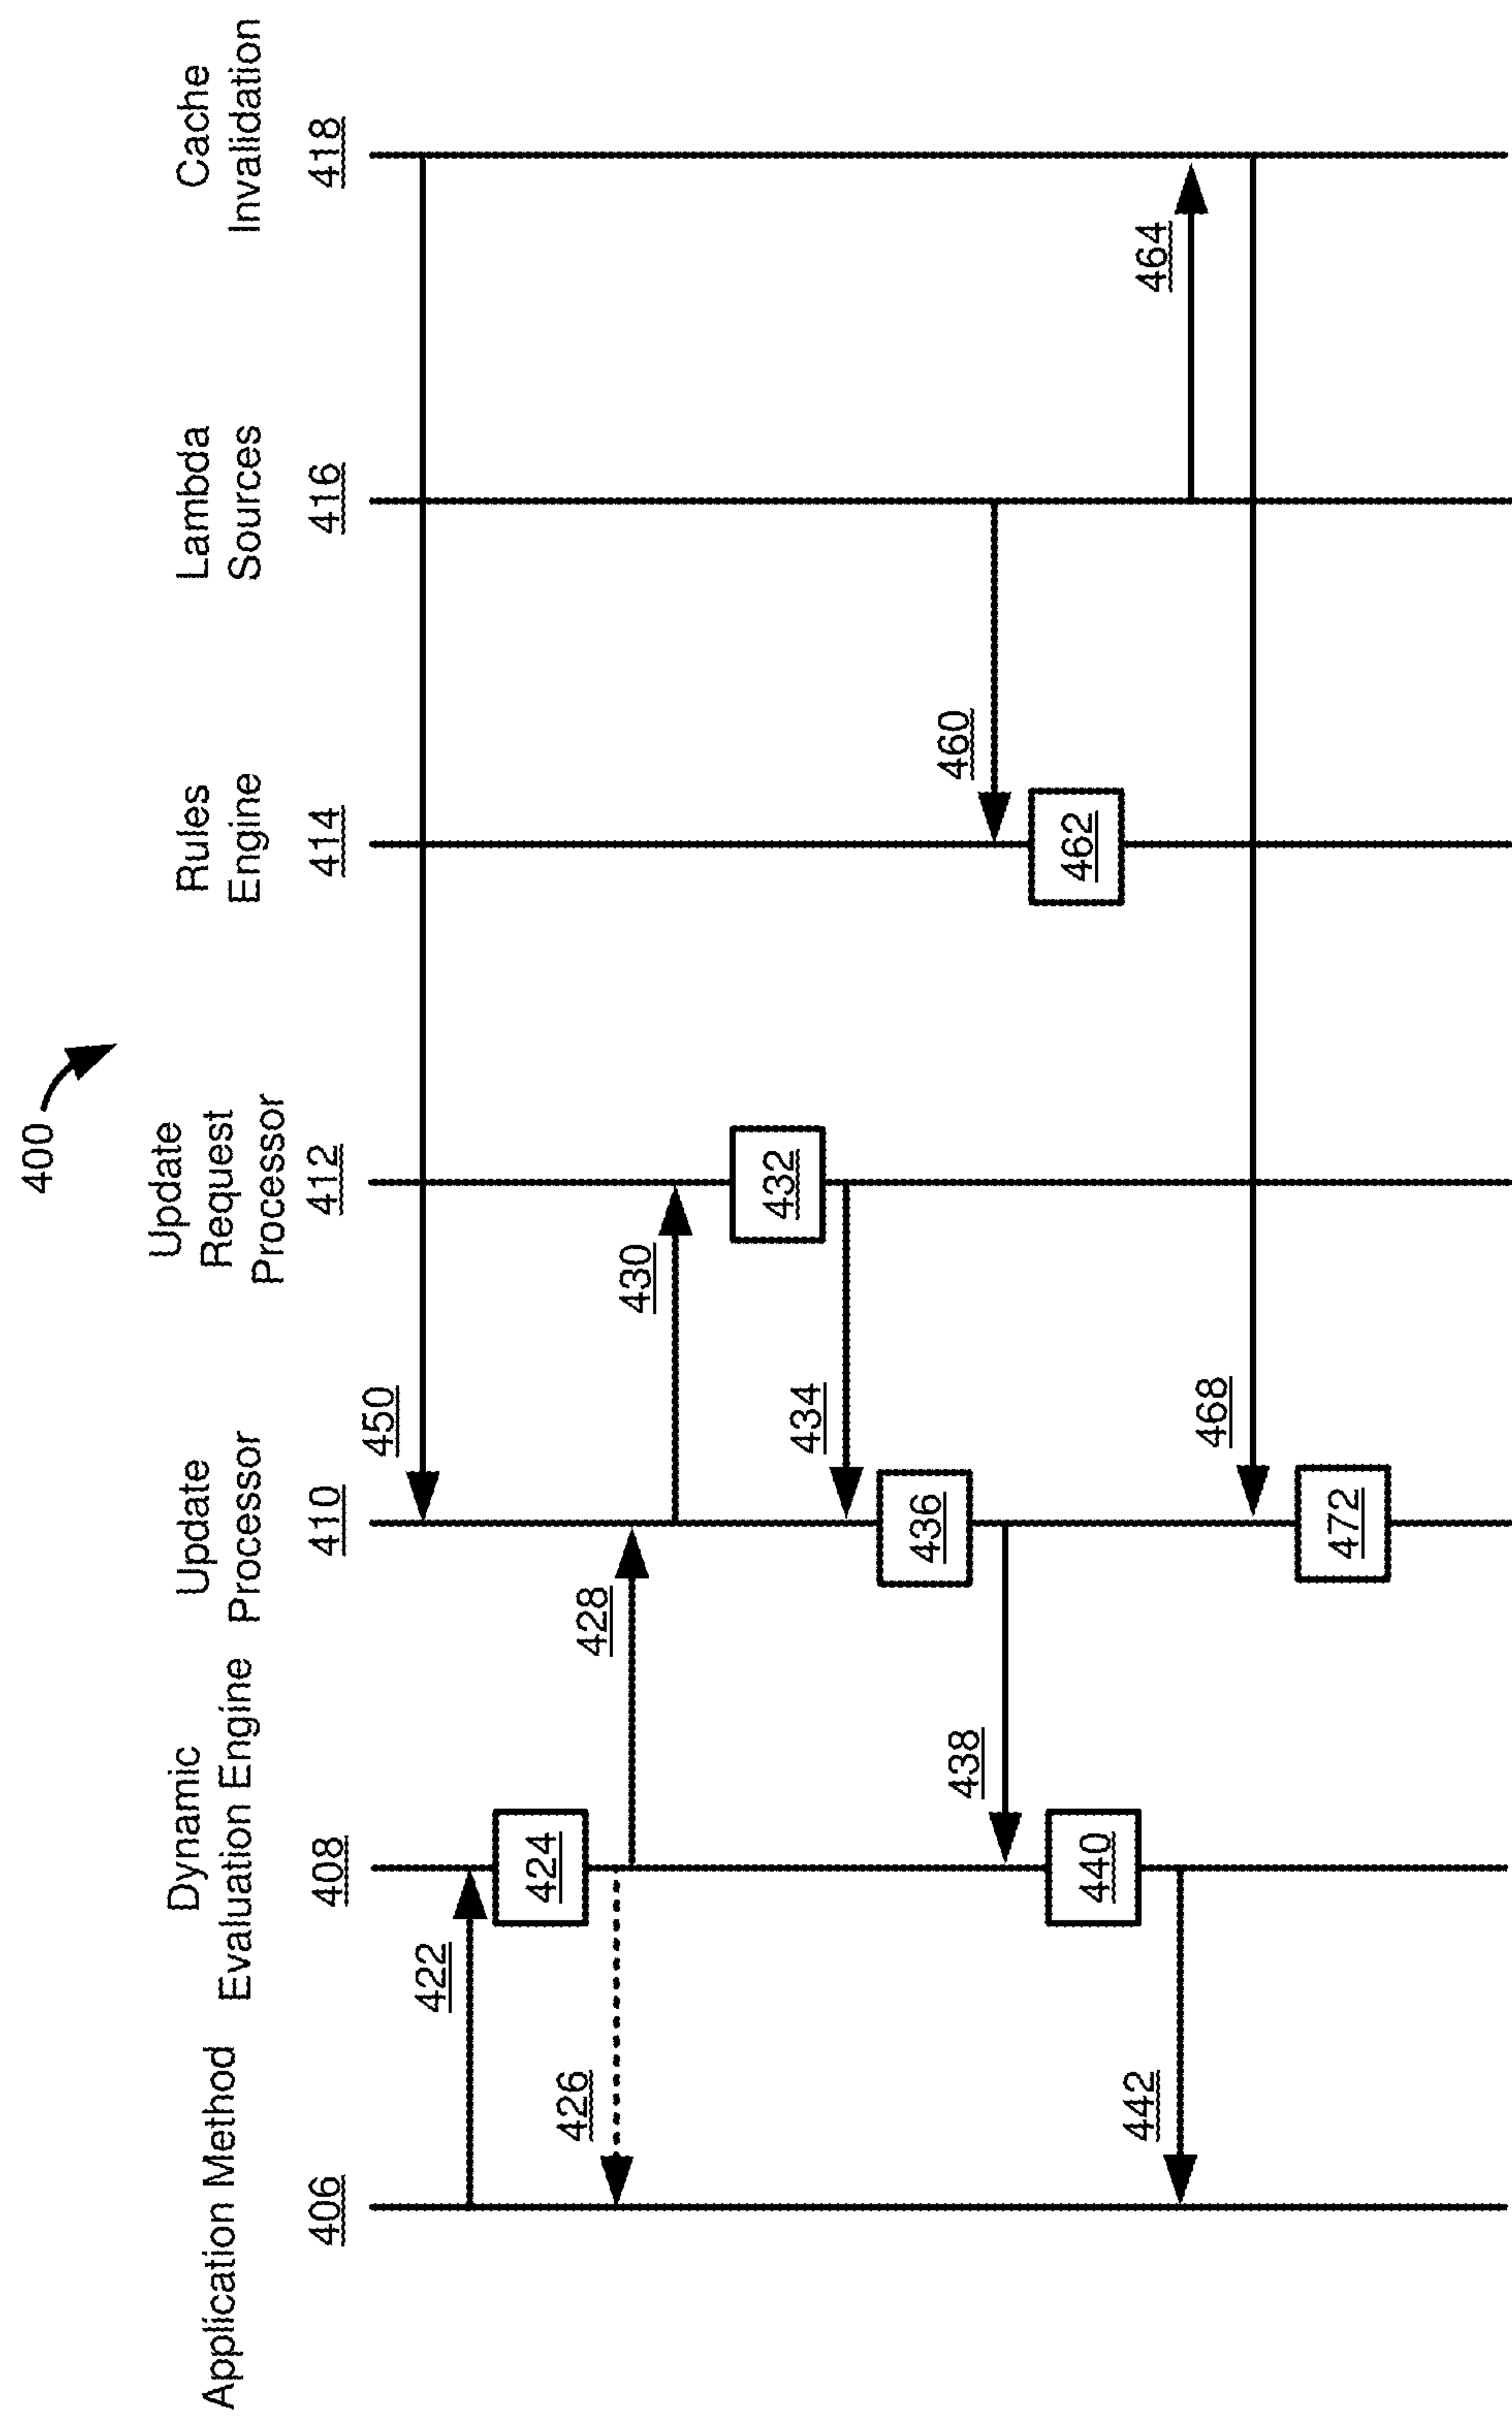 400
Application Method
406
Dynamic
Evaluation Engine
408
Update
Processor
410
Update
Request
Processor
412
Rules
Engine
414
Lambda
Sources
416
Cache
Invalidation
418
450
422
424
426
428
430
432
434
436
438
460
440
462
442
464
468
472